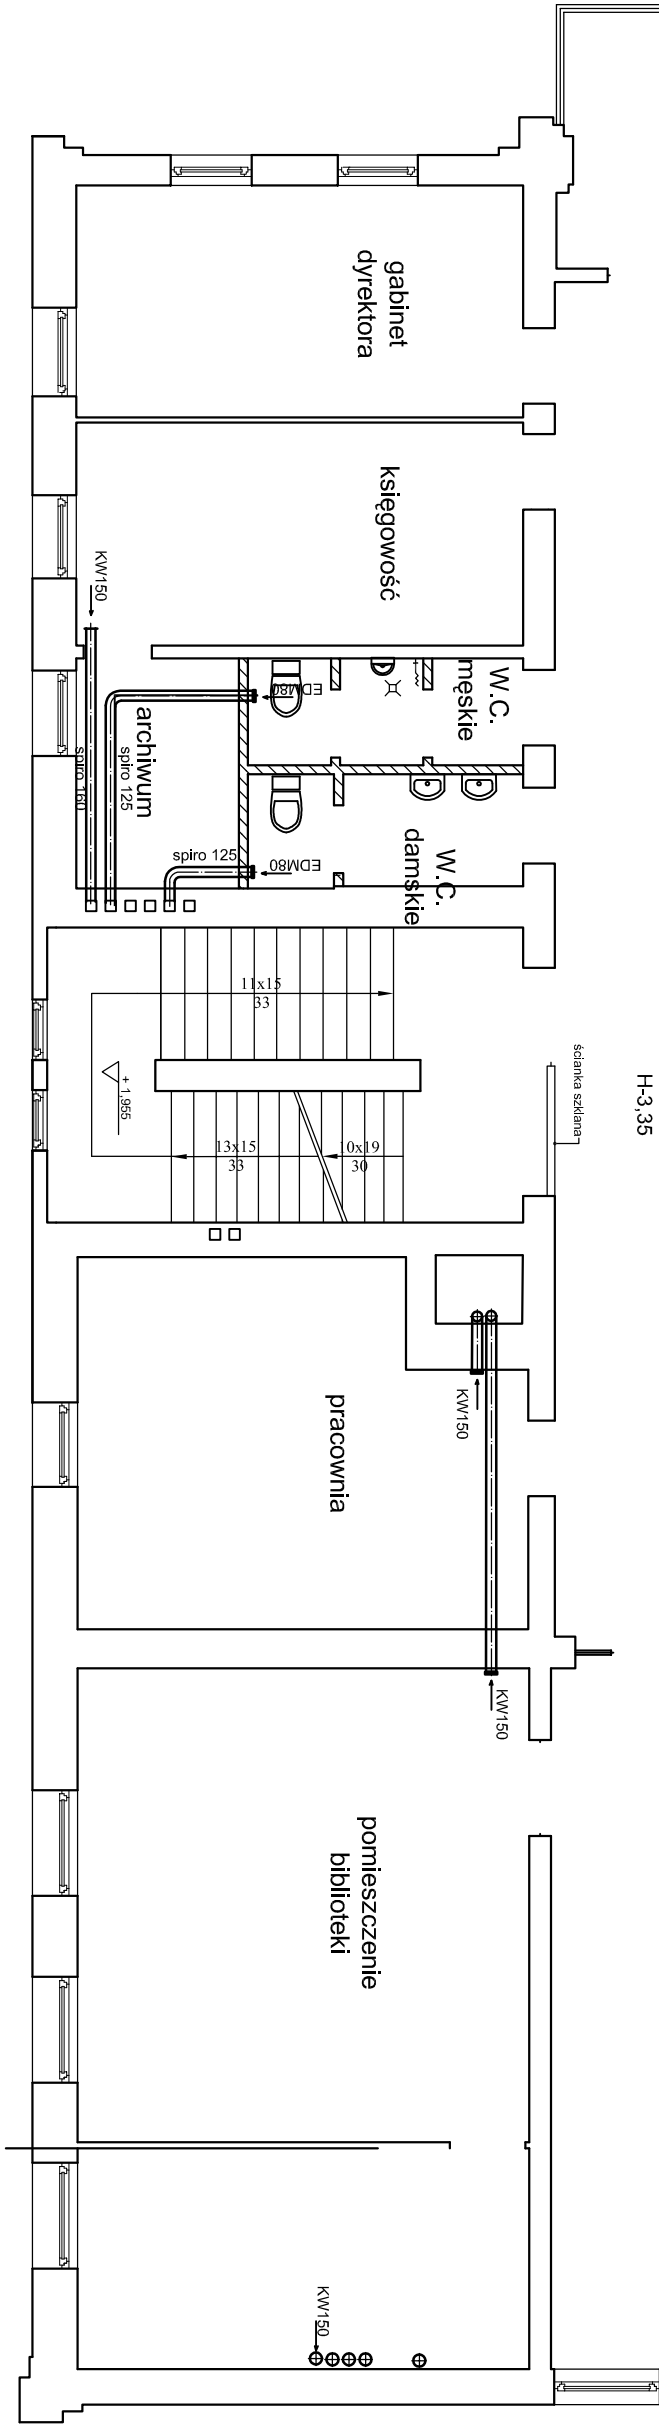 gabinet
dyrektora
księgowość
KW150
W.C.
męskie
EDM80
archiwum
spiro 125
spiro 160
W.C.
damskie
spiro 125
EDM80
11x15
33
+ 1,955
13x15
33
10x19
30
ścianka szklana
H-3,35
KW150
pracownia
KW150
pomieszczenie
biblioteki
KW150